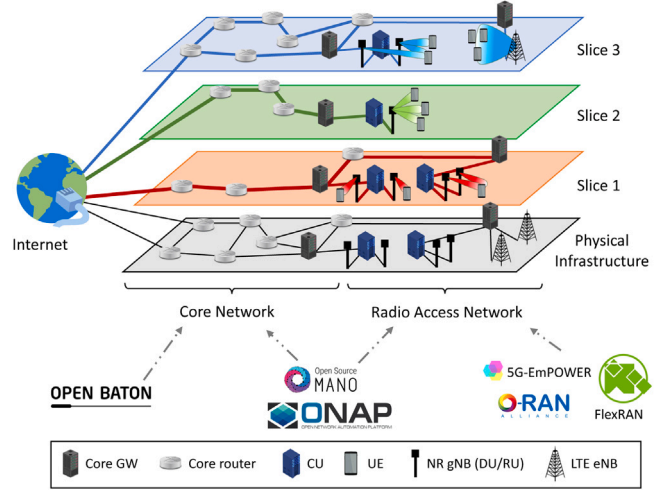 Slice 3
Slice 2
Slice 1
Internet
Physical
Infrastructure
Core Network
Radio Access Network
OPEN BATON
Open Source
MANO
ONAP
OPEN NETWORK AUTOMATION PLATFORM
5G-EmPOWER
O-RAN
ALLIANCE
FlexRAN
Core GW
Core router
CU
UE
NR gNB (DU/RU)
LTE eNB